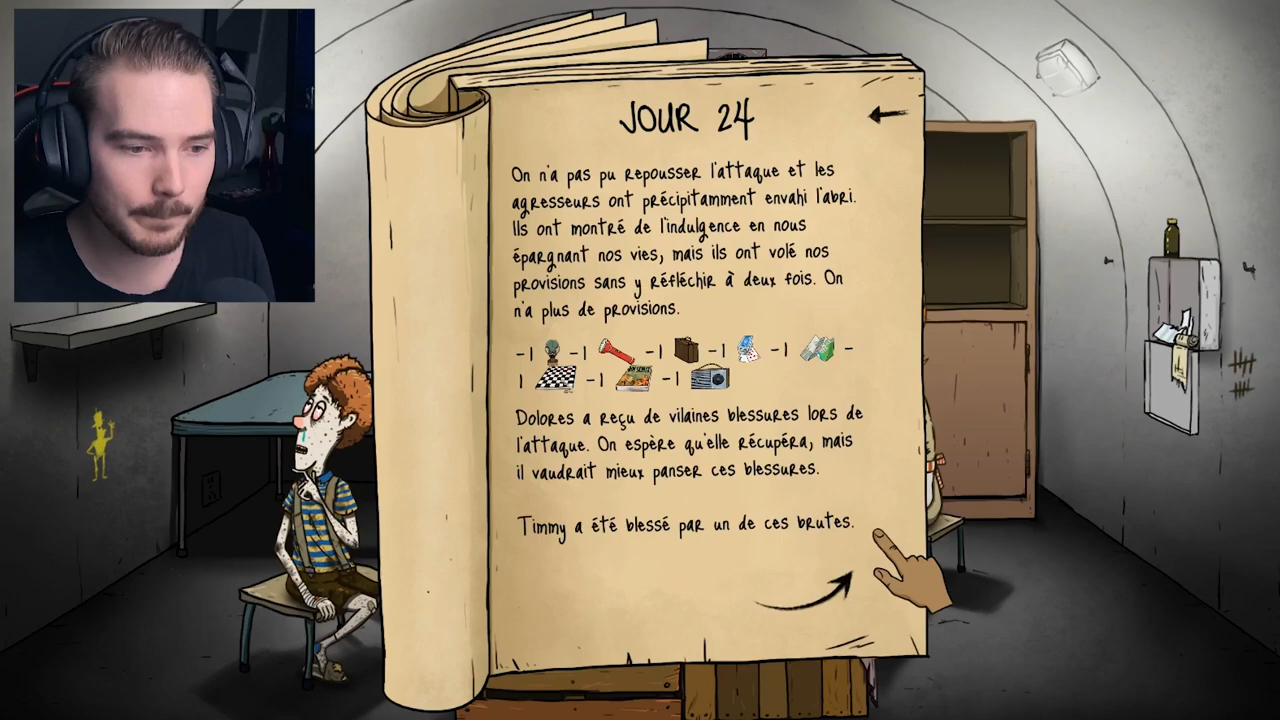 JOUR 24
On n'a pas pu repousser l'attaque et les
agresseurs ont précipitamment envahi l'abri.
Ils ont montré de l'indulgence en nous
épargnant nos vies, mais ils ont volé nos
provisions sans y réfléchir à deux fois. On
n'a plus de provisions.
-1 -1 -1 -1 -1 -
1 -1 -1
Dolores a reçu de vilaines blessures lors de
l'attaque. On espère qu'elle récupéra, mais
il vaudrait mieux panser ces blessures.
Timmy a été blessé par un de ces brutes.